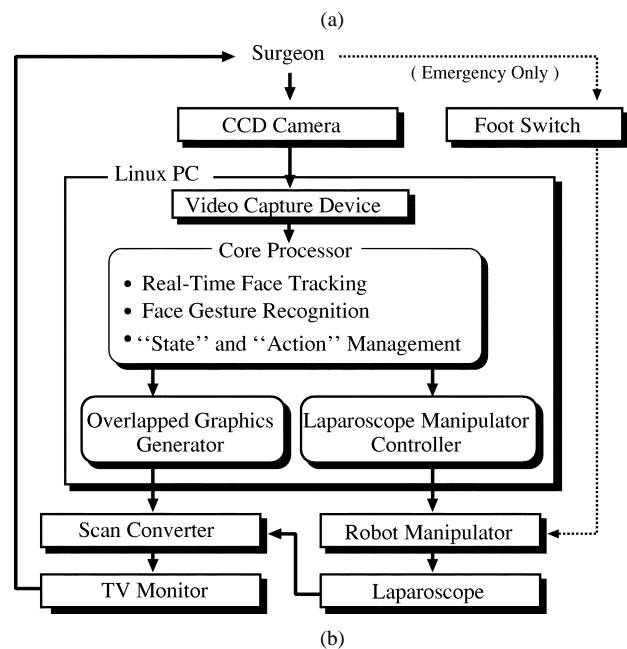 (a)
Surgeon
( Emergency Only )
CCD Camera
Foot Switch
Linux PC
Video Capture Device
Core Processor
• Real-Time Face Tracking
• Face Gesture Recognition
• ‘‘State’’ and ‘‘Action’’ Management
Overlapped Graphics
Generator
Laparoscope Manipulator
Controller
Scan Converter
Robot Manipulator
TV Monitor
Laparoscope
(b)